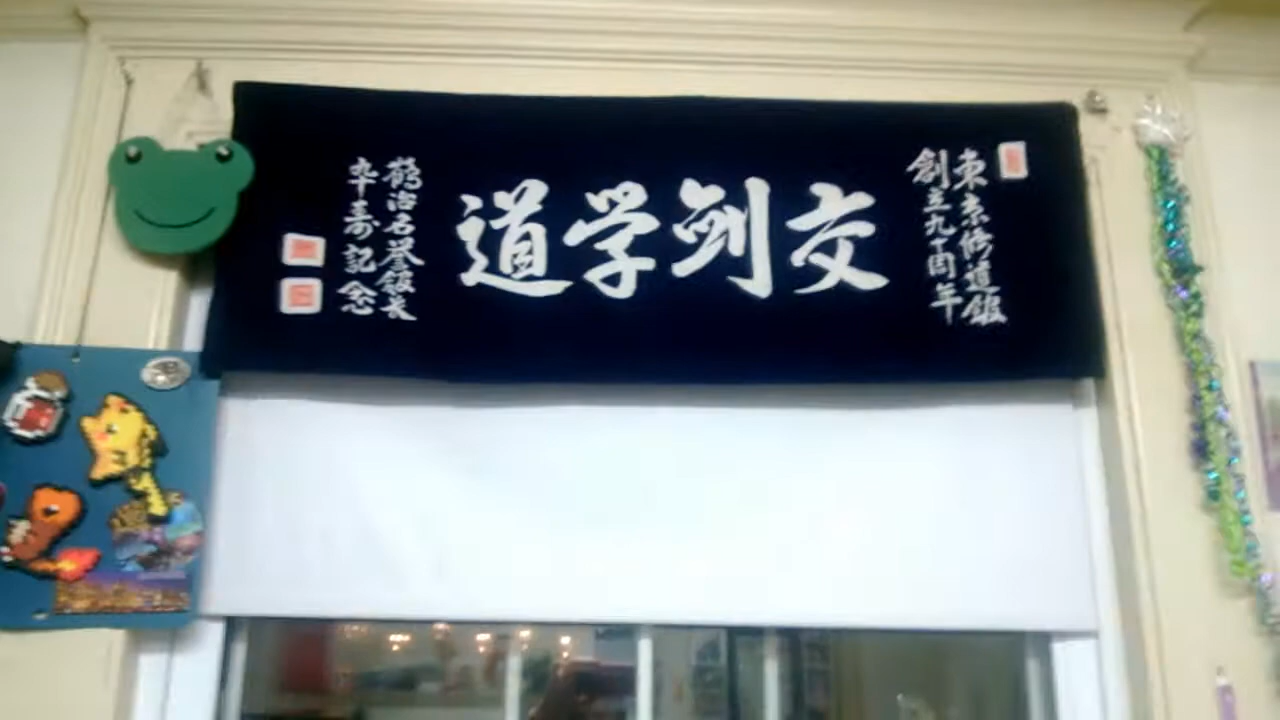 東京修道館
創立九十周年
交剣学道
鶴治名誉館長
卒寿記念